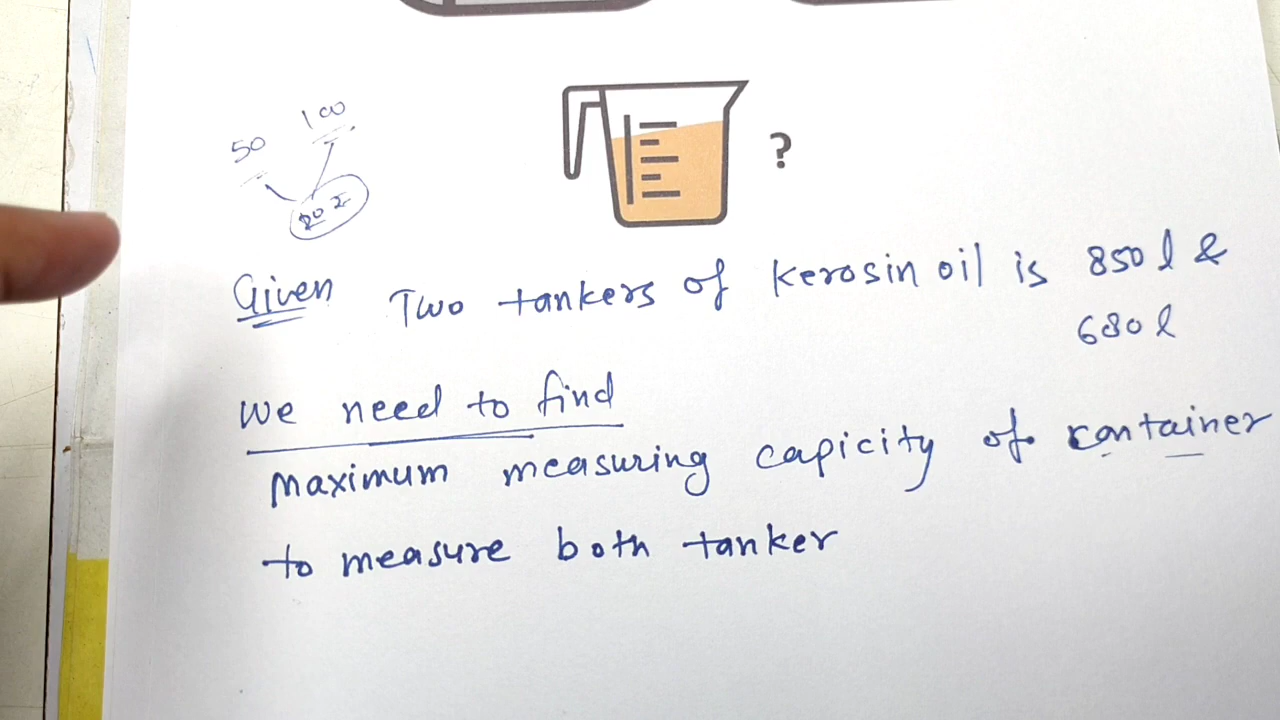 100
50
?
Given Two tankers of kerosin oil is 850 l &
680 l
We need to find
Maximum measuring capicity of container
to measure both tanker